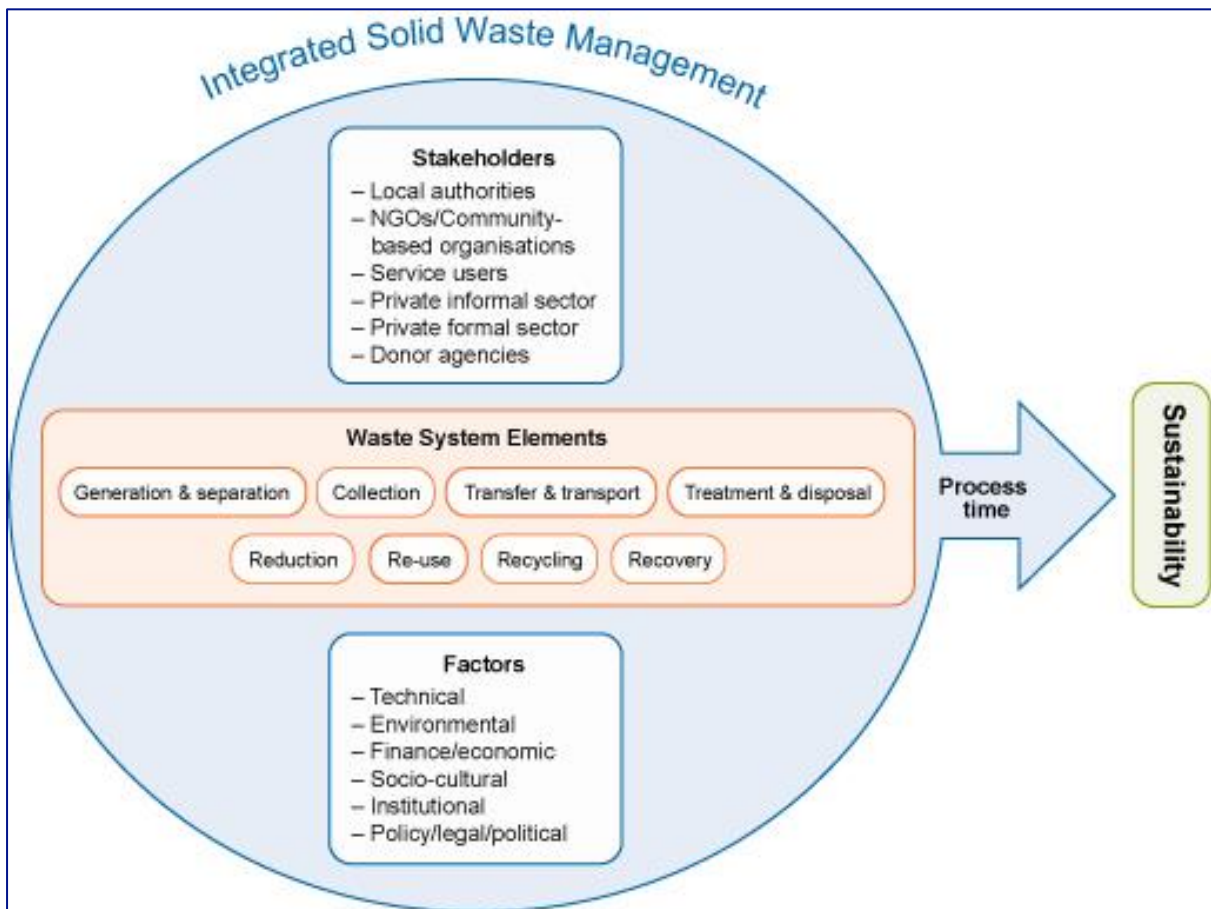 Integrated Solid Waste Management
Stakeholders
– Local authorities
– NGOs/Community-
based organisations
– Service users
– Private informal sector
– Private formal sector
– Donor agencies
Waste System Elements
Generation & separation
Collection
Transfer & transport
Treatment & disposal
Reduction
Re-use
Recycling
Recovery
Process
time
Sustainability
Factors
– Technical
– Environmental
– Finance/economic
– Socio-cultural
– Institutional
– Policy/legal/political